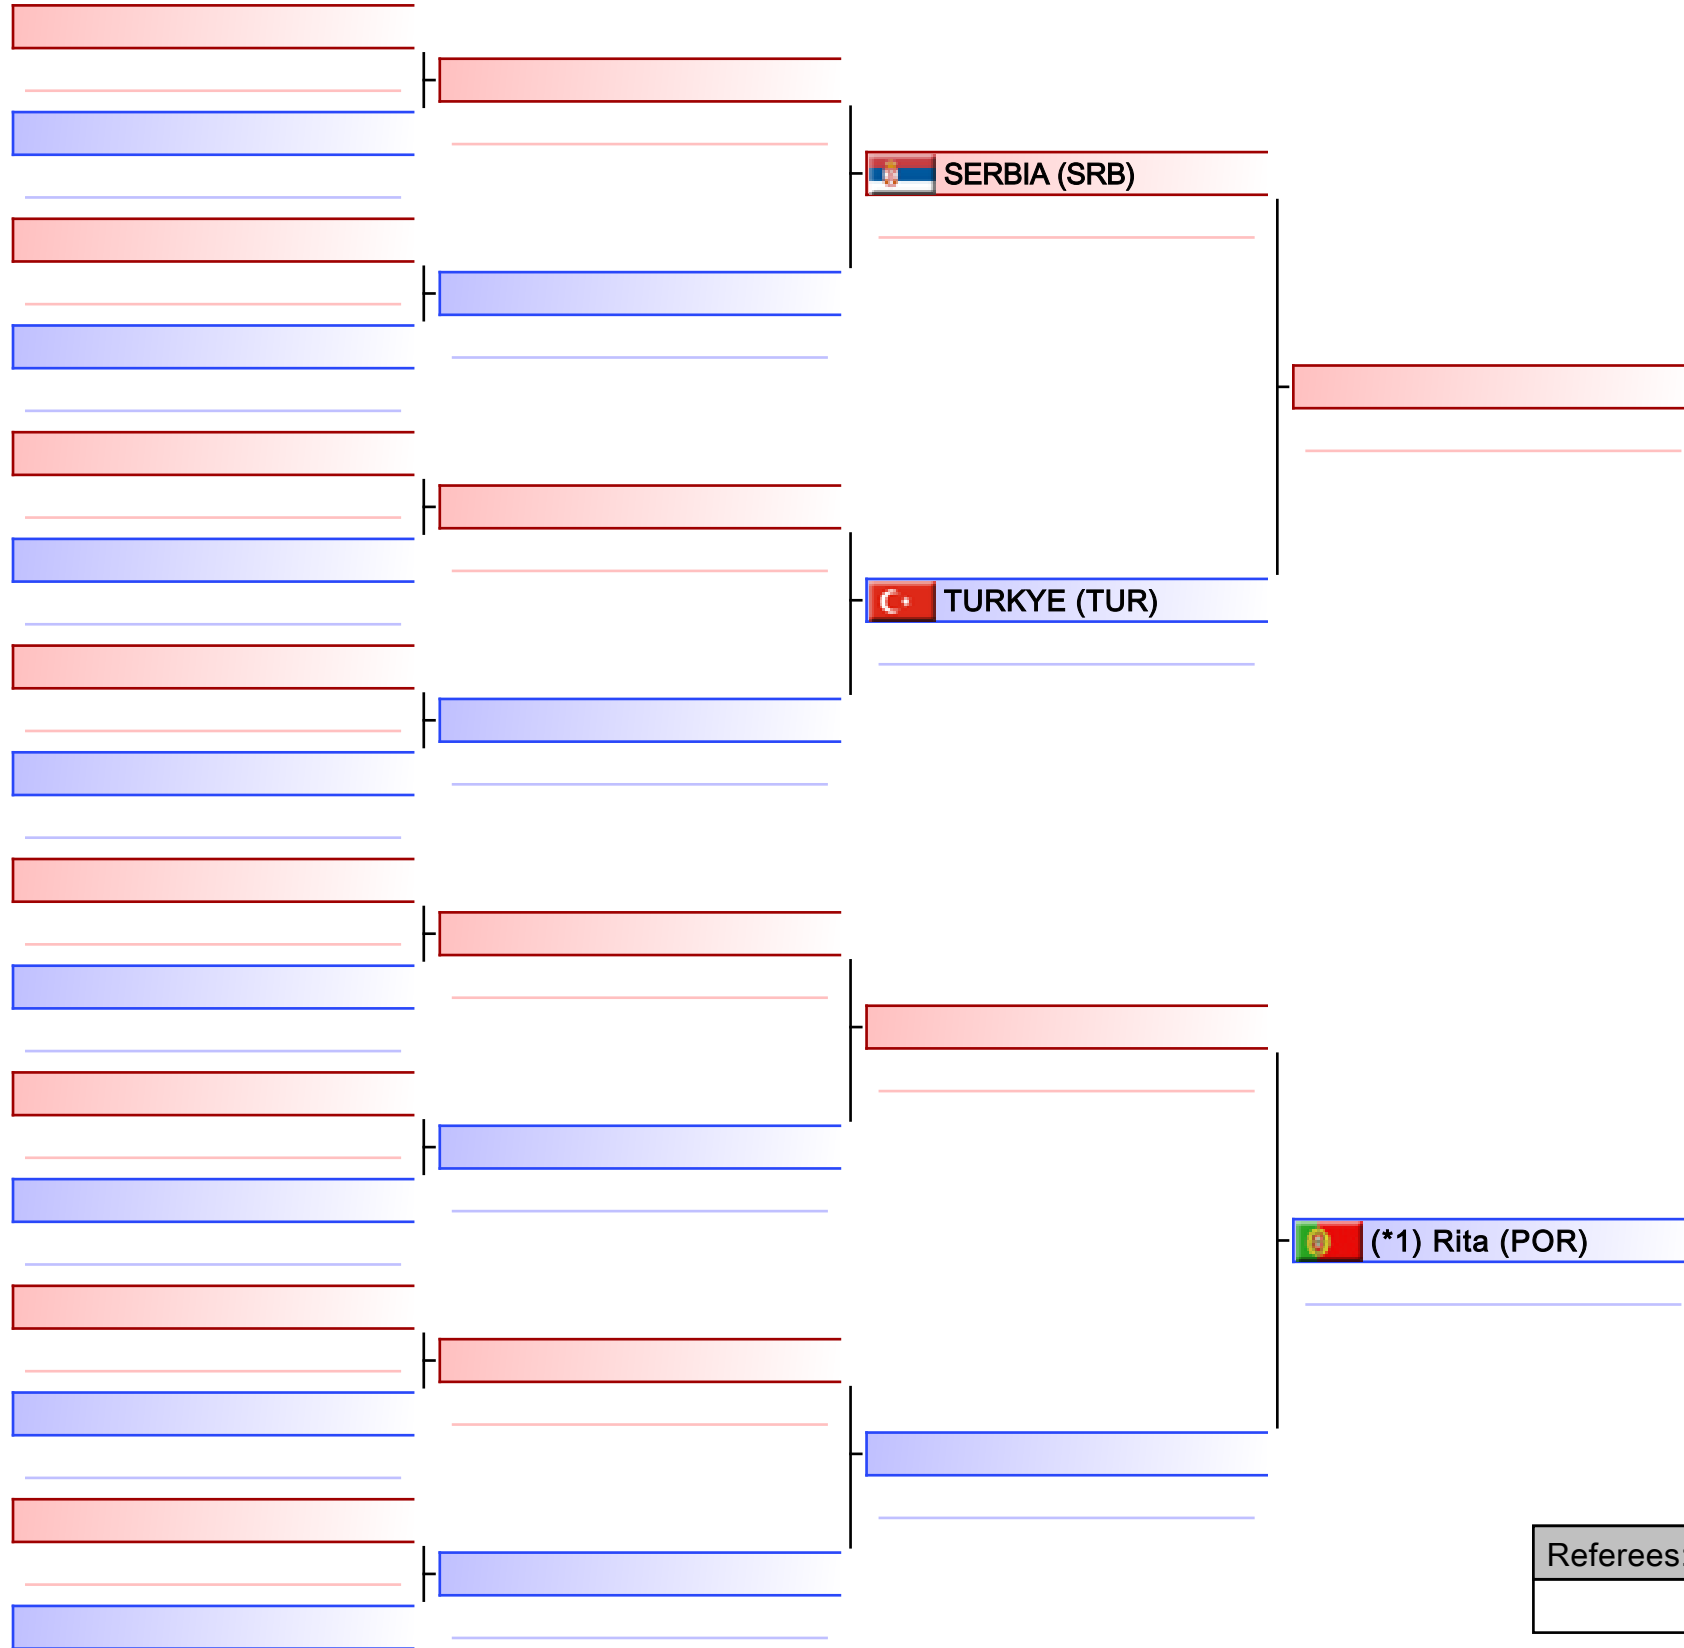 SERBIA (SRB)
TURKYE (TUR)
(*1) Rita (POR)
Referees: